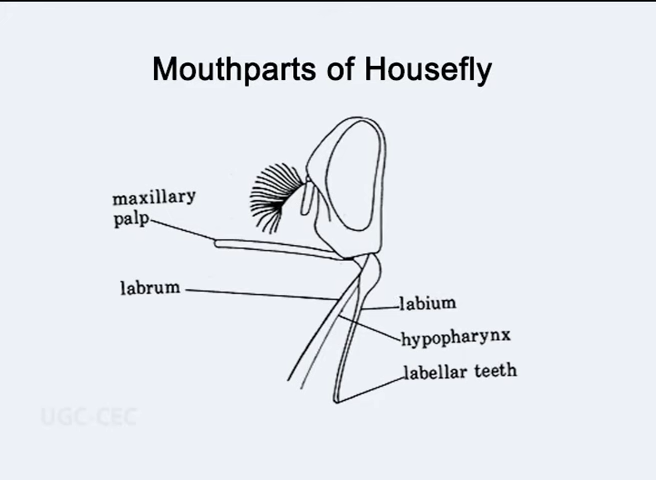 Mouthparts of Housefly
maxillary
palp
labrum
labium
hypopharynx
labellar teeth
UGC-CEC